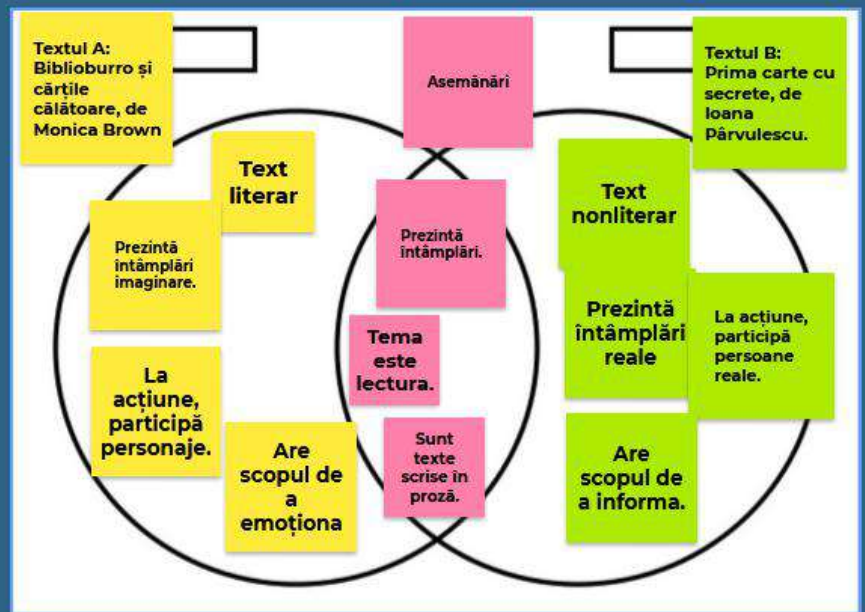 Textul A:
Biblioburro și
cărțile
călătoare, de
Monica Brown
Text
literar
Prezintă
întâmplări
imaginare.
La
acțiune,
participă
personaje.
Are
scopul de
a
emoționa
Asemănări
Prezintă
întâmplări.
Tema
este
lectura.
Sunt
texte
scrise în
proză.
Textul B:
Prima carte cu
secrete, de
Ioana
Pârvulescu.
Text
nonliterar
Prezintă
întâmplări
reale
La acțiune,
participă
persoane
reale.
Are
scopul de
a informa.